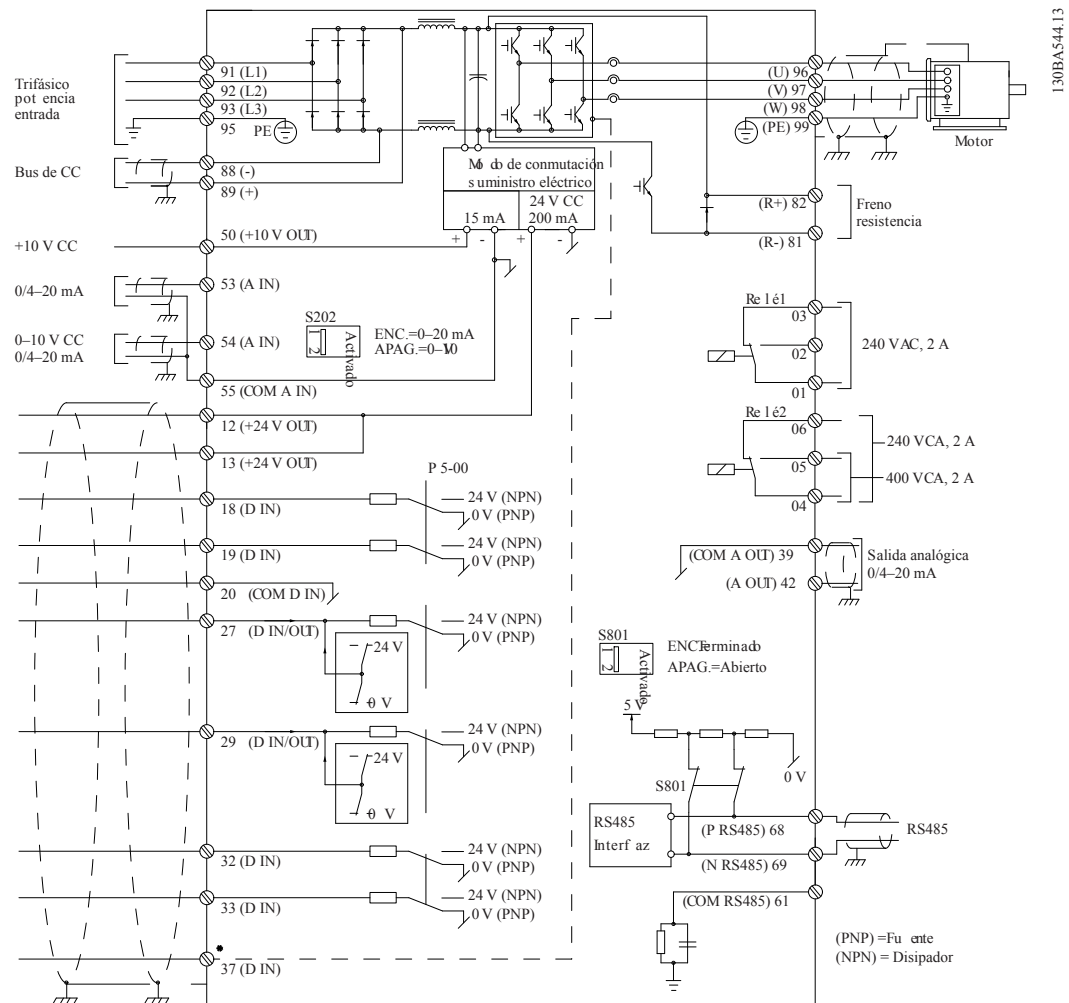 130BA544.13
Trifásico
pot encia
entrada
91 (L1)
92 (L2)
93 (L3)
95
PE
Bus de CC
88 (-)
89 (+)
+10 V CC
50 (+10 V OUT)
0/4–20 mA
53 (A IN)
0–10 V CC
0/4–20 mA
54 (A IN)
55 (COM A IN)
12 (+24 V OUT)
13 (+24 V OUT)
18 (D IN)
19 (D IN)
20 (COM D IN)
27 (D IN/OUT)
29 (D IN/OUT)
32 (D IN)
33 (D IN)
*
37 (D IN)
S202
1 2
Activado
ENC.=0–20 mA
P 5-00
24 V (NPN)
0 V (PNP)
24 V (NPN)
0 V (PNP)
24 V (NPN)
0 V (PNP)
24 V
0 V
24 V (NPN)
0 V (PNP)
24 V
0 V
24 V (NPN)
0 V (PNP)
24 V (NPN)
0 V (PNP)
do de conmutación
s uministro eléctrico
15 mA
24 V CC
200 mA
+ - + -
(U) 96
(V) 97
(W) 98
(PE) 99
Motor
(R+) 82
(R-) 81
Freno
resistencia
Re l é1
03
02
01
240 VAC, 2 A
Re l é2
06
05
04
240 VCA, 2 A
400 VCA, 2 A
(COM A OUT) 39
(A OUT) 42
Salida analógica
0/4–20 mA
S801
1 2
Activado
APAG.=Abierto
5 V
0 V
S801
RS485
Interf az
(P RS485) 68
(N RS485) 69
(COM RS485) 61
RS485
(PNP) =Fu ente
(NPN) = Disipador